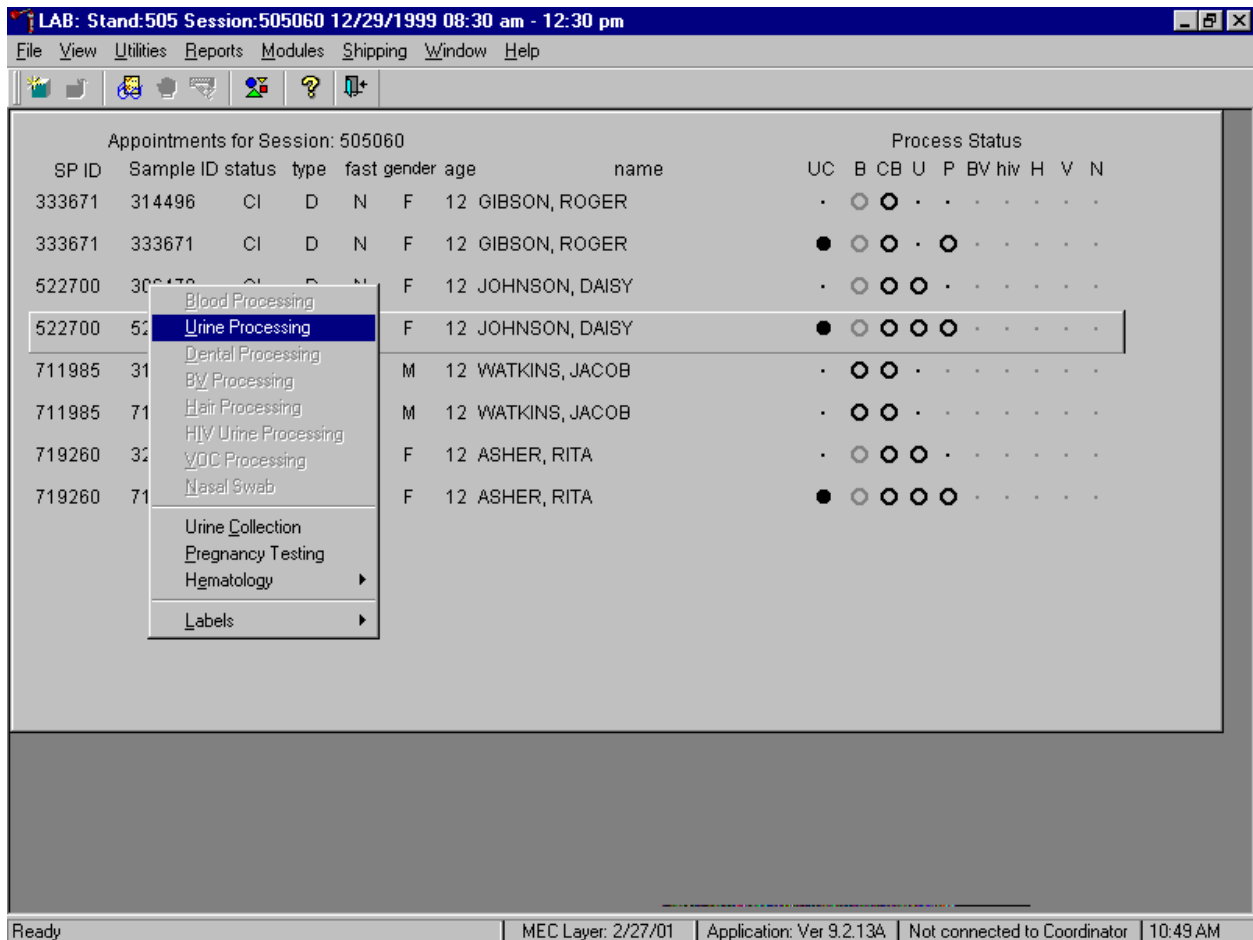 LAB: Stand:505 Session:505060 12/29/1999 08:30 am - 12:30 pm
File View Utilities Reports Modules Shipping Window Help
Appointments for Session: 505060 Process Status
SP ID Sample ID status type fast gender age name UC B CB U P BV hiv H V N
333671 314496 CI D N F 12 GIBSON, ROGER
333671 333671 CI D N F 12 GIBSON, ROGER
522700 F 12 JOHNSON, DAISY
522700 52 F 12 JOHNSON, DAISY
711985 31 M 12 WATKINS, JACOB
711985 71 M 12 WATKINS, JACOB
719260 32 F 12 ASHER, RITA
719260 71 F 12 ASHER, RITA
Blood Processing
Urine Processing
Dental Processing
BV Processing
Hair Processing
HIV Urine Processing
VOC Processing
Nasal Swab
Urine Collection
Pregnancy Testing
Hematology
Labels
Ready MEC Layer: 2/27/01 Application: Ver 9.2.13A Not connected to Coordinator 10:49 AM